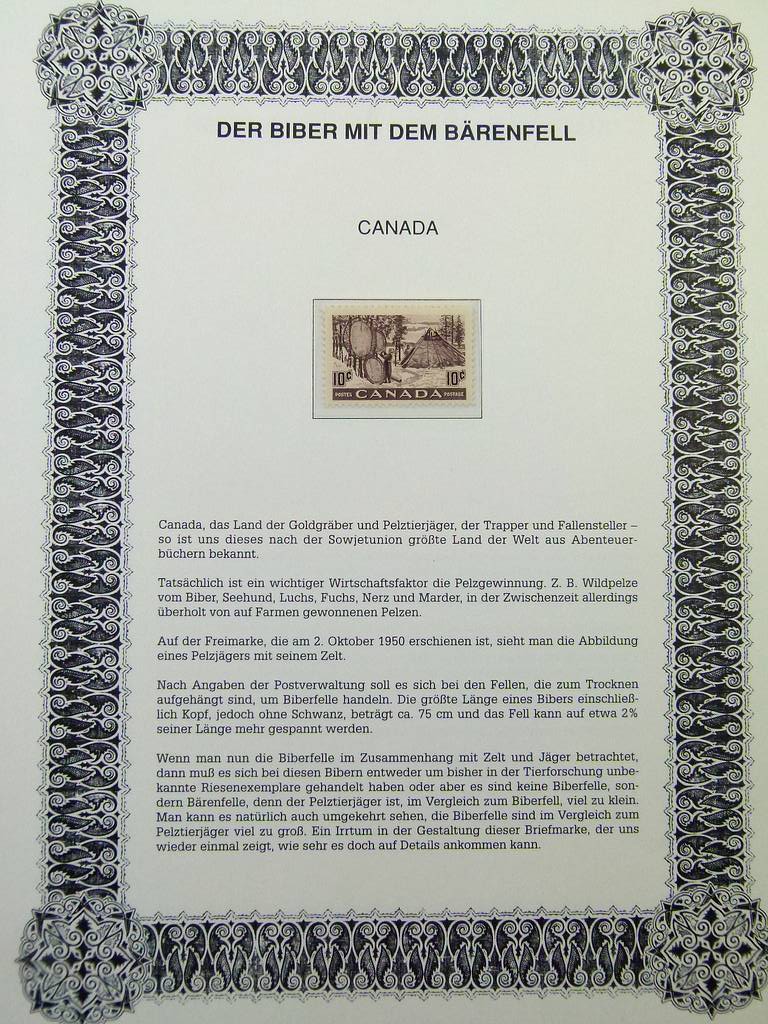 DER BIBER MIT DEM BÄRENFELL
CANADA
10¢ 10¢
POSTES CANADA POSTAGE
Canada, das Land der Goldgräber und Pelztierjäger, der Trapper und Fallensteller –
so ist uns dieses nach der Sowjetunion größte Land der Welt aus Abenteuer-
büchern bekannt.
Tatsächlich ist ein wichtiger Wirtschaftsfaktor die Pelzgewinnung. Z. B. Wildpelze
vom Biber, Seehund, Luchs, Fuchs, Nerz und Marder, in der Zwischenzeit allerdings
überholt von auf Farmen gewonnenen Pelzen.
Auf der Freimarke, die am 2. Oktober 1950 erschienen ist, sieht man die Abbildung
eines Pelzjägers mit seinem Zelt.
Nach Angaben der Postverwaltung soll es sich bei den Fellen, die zum Trocknen
aufgehängt sind, um Biberfelle handeln. Die größte Länge eines Bibers einschließ-
lich Kopf, jedoch ohne Schwanz, beträgt ca. 75 cm und das Fell kann auf etwa 2%
seiner Länge mehr gespannt werden.
Wenn man nun die Biberfelle im Zusammenhang mit Zelt und Jäger betrachtet,
dann muß es sich bei diesen Bibern entweder um bisher in der Tierforschung unbe-
kannte Riesenexemplare gehandelt haben oder aber es sind keine Biberfelle, son-
dern Bärenfelle, denn der Pelztierjäger ist, im Vergleich zum Biberfell, viel zu klein.
Man kann es natürlich auch umgekehrt sehen, die Biberfelle sind im Vergleich zum
Pelztierjäger viel zu groß. Ein Irrtum in der Gestaltung dieser Briefmarke, der uns
wieder einmal zeigt, wie sehr es doch auf Details ankommen kann.